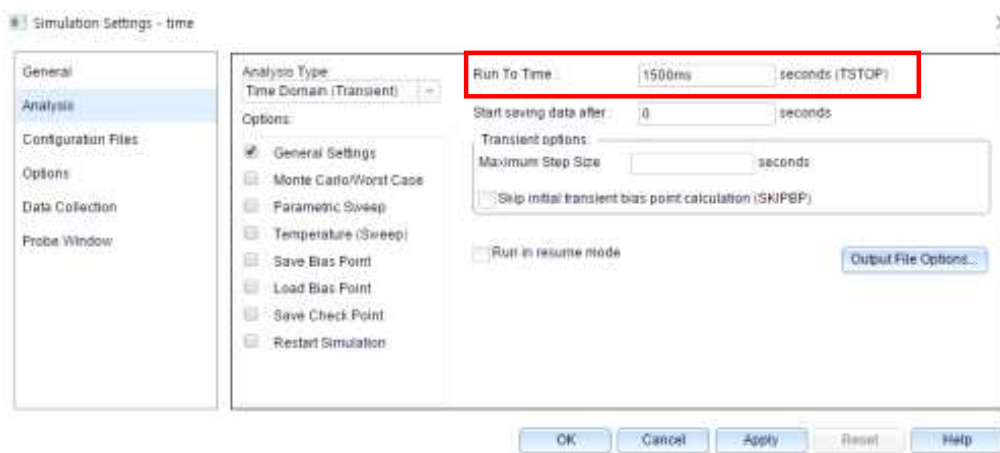 Simulation Settings - time
General
Analysis
Configuration Files
Options
Data Collection
Probe Window
Analysis Type:
Time Domain (Transient)
Options:
General Settings
Monte Carlo/Worst Case
Parametric Sweep
Temperature (Sweep)
Save Bias Point
Load Bias Point
Save Check Point
Restart Simulation
Run To Time : 1500ms seconds (TSTOP)
Start saving data after : 0 seconds
Transient options:
Maximum Step Size seconds
Skip initial transient bias point calculation (SKIPBP)
Run in resume mode
Output File Options...
OK Cancel Apply Reset Help